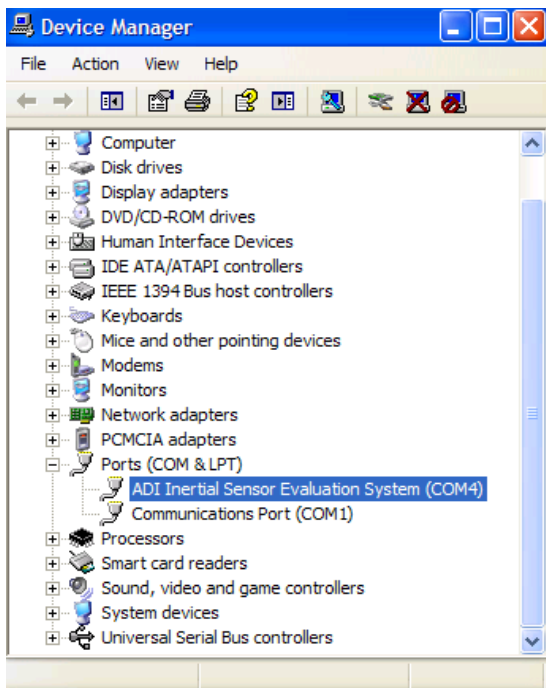 Device Manager
File Action View Help
Computer
Disk drives
Display adapters
DVD/CD-ROM drives
Human Interface Devices
IDE ATA/ATAPI controllers
IEEE 1394 Bus host controllers
Keyboards
Mice and other pointing devices
Modems
Monitors
Network adapters
PCMCIA adapters
Ports (COM & LPT)
ADI Inertial Sensor Evaluation System (COM4)
Communications Port (COM1)
Processors
Smart card readers
Sound, video and game controllers
System devices
Universal Serial Bus controllers